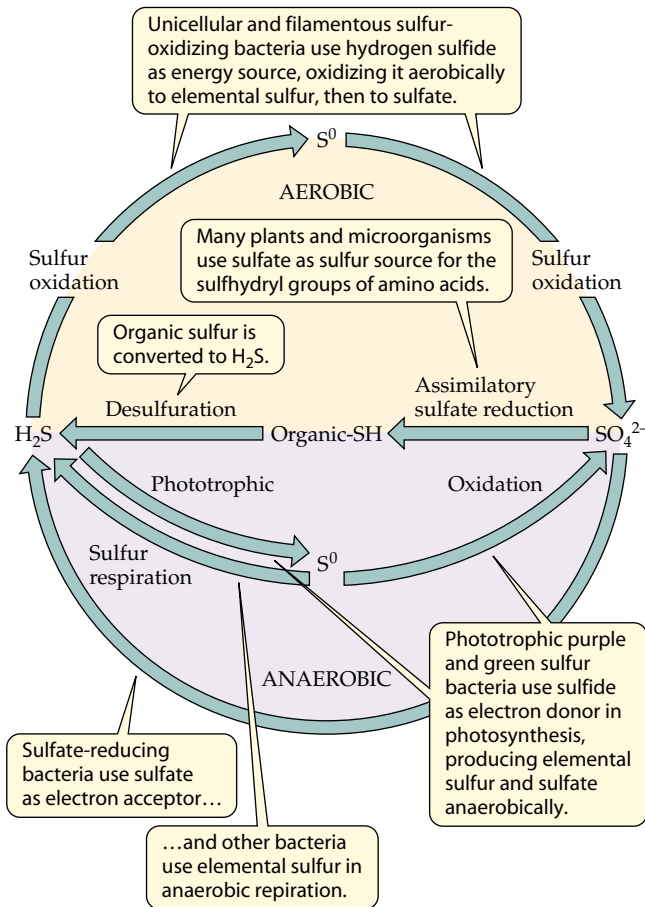 Unicellular and filamentous sulfur-
oxidizing bacteria use hydrogen sulfide
as energy source, oxidizing it aerobically
to elemental sulfur, then to sulfate.
S⁰
AEROBIC
Many plants and microorganisms
use sulfate as sulfur source for the
sulfhydryl groups of amino acids.
Sulfur
oxidation
Sulfur
oxidation
Organic sulfur is
converted to H₂S.
Desulfuration
Assimilatory
sulfate reduction
H₂S
Organic-SH
SO₄²⁻
Phototrophic
Oxidation
Sulfur
respiration
S⁰
ANAEROBIC
Phototrophic purple
and green sulfur
bacteria use sulfide
as electron donor in
photosynthesis,
producing elemental
sulfur and sulfate
anaerobically.
Sulfate-reducing
bacteria use sulfate
as electron acceptor…
…and other bacteria
use elemental sulfur in
anaerobic repiration.